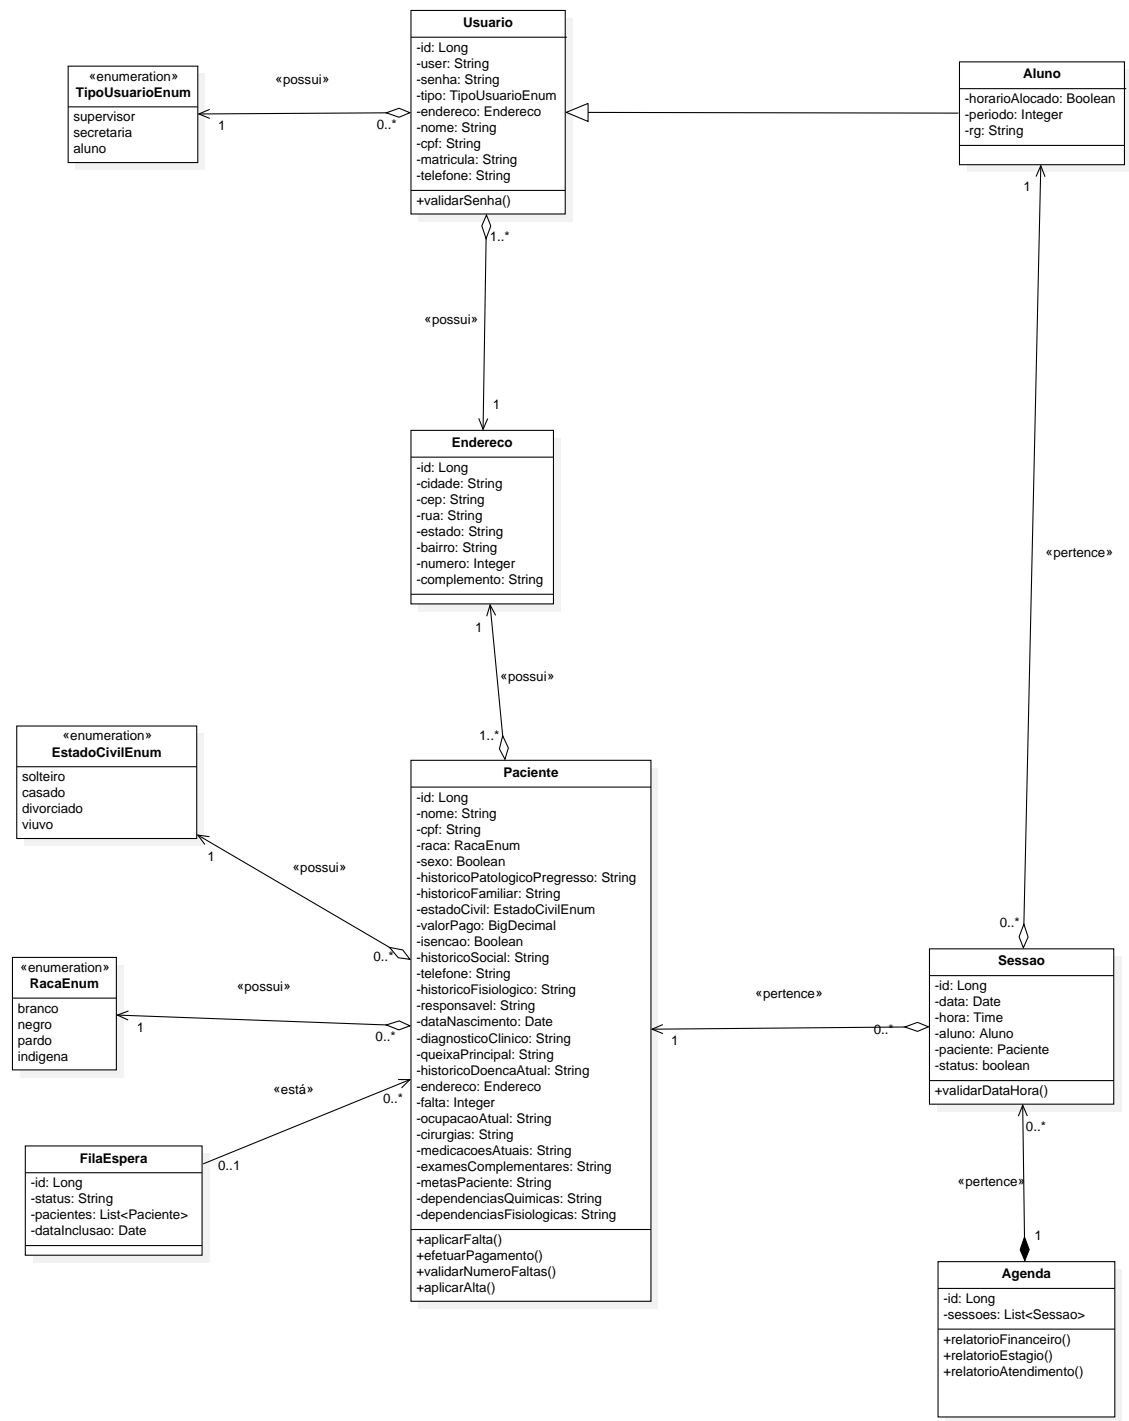 Usuario
-id: Long
-user: String
-senha: String
-tipo: TipoUsuarioEnum
-endereco: Endereco
-nome: String
-cpf: String
-matricula: String
-telefone: String
+validarSenha()
«enumeration»
TipoUsuarioEnum
supervisor
secretaria
aluno
«possui»
1
0..*
Aluno
-horarioAlocado: Boolean
-periodo: Integer
-rg: String
1
1..*
«possui»
1
Endereco
-id: Long
-cidade: String
-cep: String
-rua: String
-estado: String
-bairro: String
-numero: Integer
-complemento: String
«pertence»
1
«possui»
1..*
«enumeration»
EstadoCivilEnum
solteiro
casado
divorciado
viuvo
1
«possui»
0..*
Paciente
-id: Long
-nome: String
-cpf: String
-raca: RacaEnum
-sexo: Boolean
-historicoPatologicoPregresso: String
-historicoFamiliar: String
-estadoCivil: EstadoCivilEnum
-valorPago: BigDecimal
-isencao: Boolean
-historicoSocial: String
-telefone: String
-historicoFisiologico: String
-responsavel: String
-dataNascimento: Date
-diagnosticoClinico: String
-queixaPrincipal: String
-historicoDoencaAtual: String
-endereco: Endereco
-falta: Integer
-ocupacaoAtual: String
-cirurgias: String
-medicacoesAtuais: String
-examesComplementares: String
-metasPaciente: String
-dependenciasQuimicas: String
-dependenciasFisiologicas: String
+aplicarFalta()
+efetuarPagamento()
+validarNumeroFaltas()
+aplicarAlta()
«enumeration»
RacaEnum
branco
negro
pardo
indigena
«possui»
1
0..*
«está»
0..*
0..1
FilaEspera
-id: Long
-status: String
-pacientes: List<Paciente>
-dataInclusao: Date
0..*
Sessao
-id: Long
-data: Date
-hora: Time
-aluno: Aluno
-paciente: Paciente
-status: boolean
+validarDataHora()
«pertence»
1
0..*
0..*
«pertence»
1
Agenda
-id: Long
-sessoes: List<Sessao>
+relatorioFinanceiro()
+relatorioEstagio()
+relatorioAtendimento()